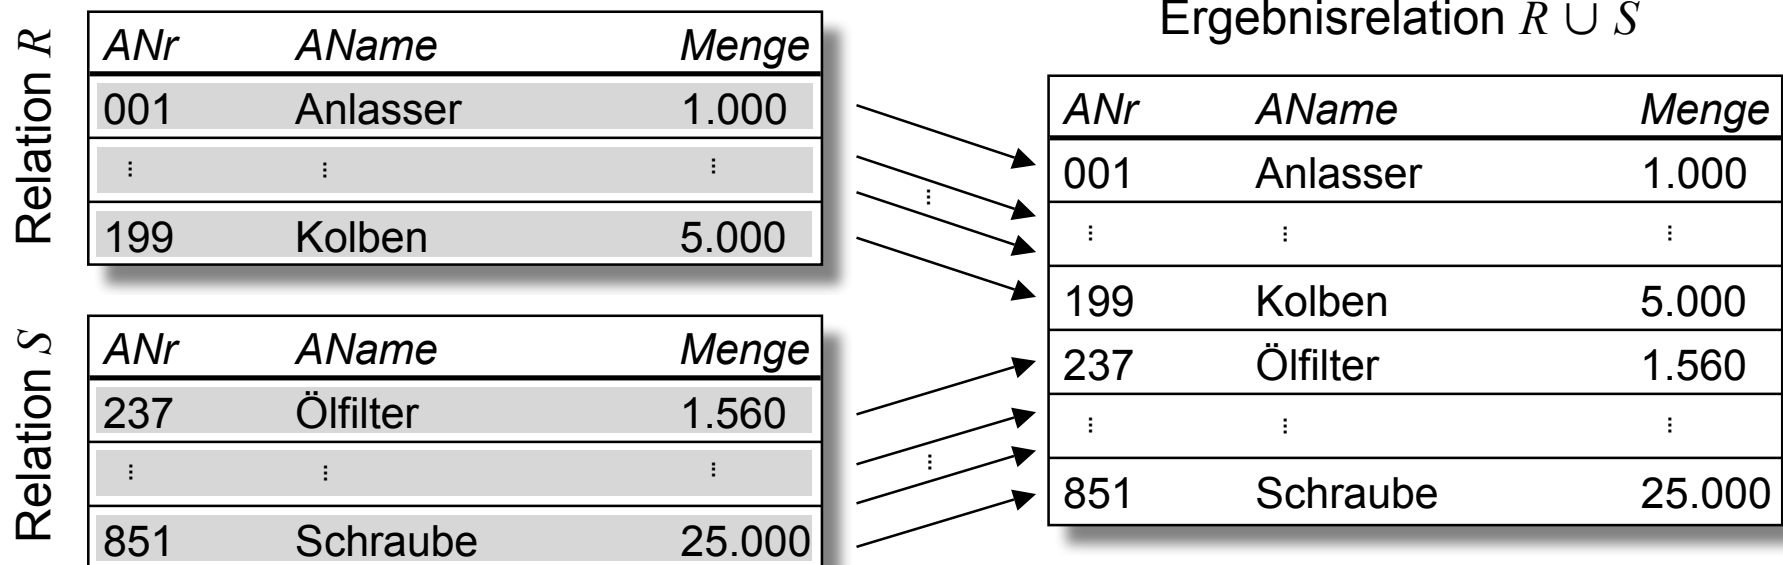 Relation R
ANr AName Menge
001 Anlasser 1.000
⋮ ⋮ ⋮
199 Kolben 5.000
Relation S
ANr AName Menge
237 Ölfilter 1.560
⋮ ⋮ ⋮
851 Schraube 25.000
⋮
⋮
Ergebnisrelation R ∪ S
ANr AName Menge
001 Anlasser 1.000
⋮ ⋮ ⋮
199 Kolben 5.000
237 Ölfilter 1.560
⋮ ⋮ ⋮
851 Schraube 25.000